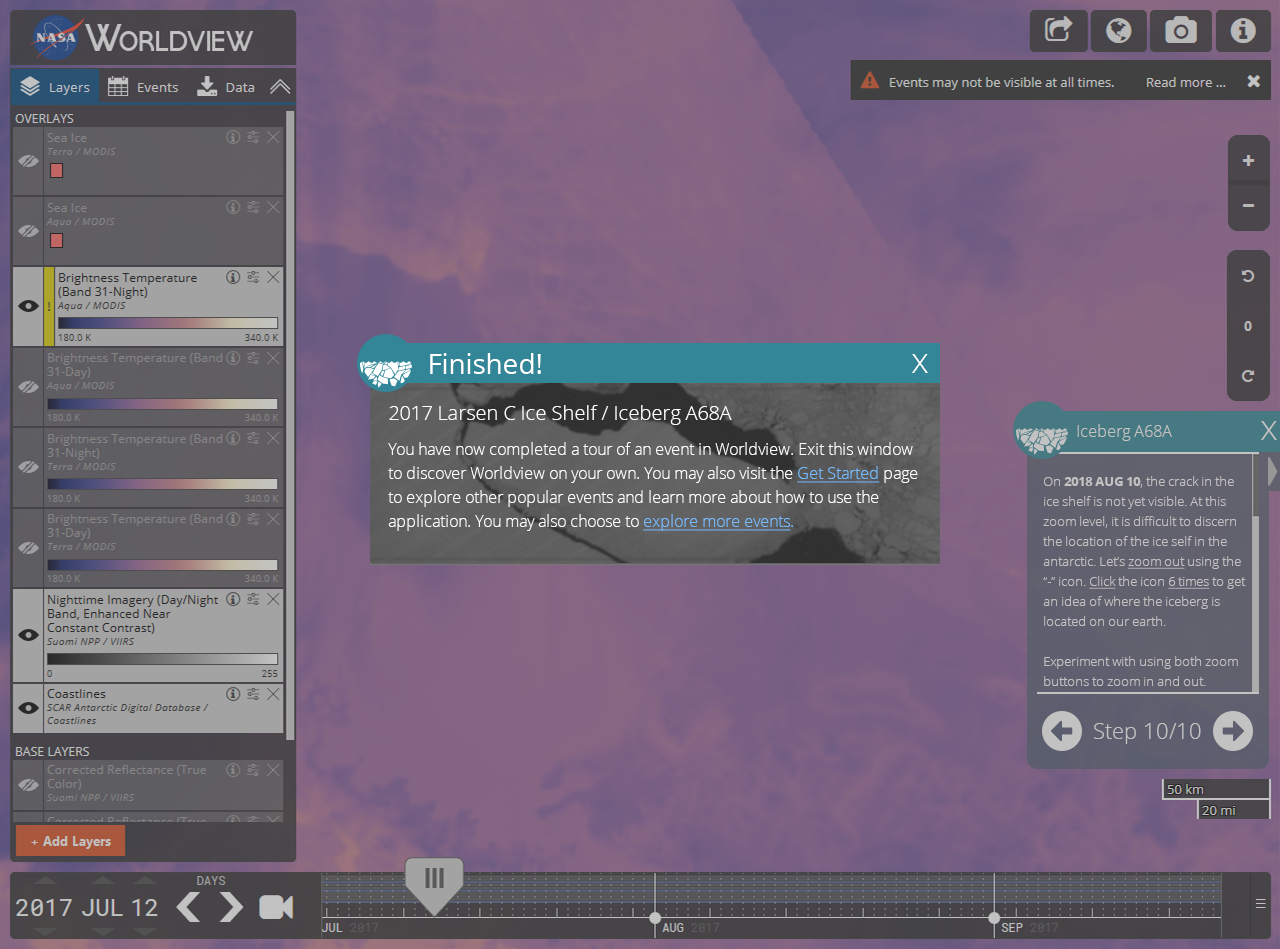 NASA WORLDVIEW
Layers Events Data
Events may not be visible at all times. Read more ...
OVERLAYS
Sea Ice
Terra / MODIS
Sea Ice
Aqua / MODIS
Brightness Temperature
(Band 31-Night)
! Aqua / MODIS
180.0 K 340.0 K
Brightness Temperature (Band
31-Day)
Aqua / MODIS
180.0 K 340.0 K
Brightness Temperature (Band
31-Night)
Terra / MODIS
180.0 K 340.0 K
Brightness Temperature (Band
31-Day)
Terra / MODIS
180.0 K 340.0 K
Nighttime Imagery (Day/Night
Band, Enhanced Near
Constant Contrast)
Suomi NPP / VIIRS
0 255
Coastlines
SCAR Antarctic Digital Database /
Coastlines
BASE LAYERS
Corrected Reflectance (True
Color)
Suomi NPP / VIIRS
Corrected Reflectance (True
+ Add Layers
Finished! X
2017 Larsen C Ice Shelf / Iceberg A68A
You have now completed a tour of an event in Worldview. Exit this window
to discover Worldview on your own. You may also visit the Get Started page
to explore other popular events and learn more about how to use the
application. You may also choose to explore more events.
+
−
0
Iceberg A68A X
On 2018 AUG 10, the crack in the
ice shelf is not yet visible. At this
zoom level, it is difficult to discern
the location of the ice self in the
antarctic. Let's zoom out using the
"-" icon. Click the icon 6 times to get
an idea of where the iceberg is
located on our earth.
Experiment with using both zoom
buttons to zoom in and out.
Step 10/10
50 km
20 mi
DAYS
2017 JUL 12
JUL 2017 AUG 2017 SEP 2017